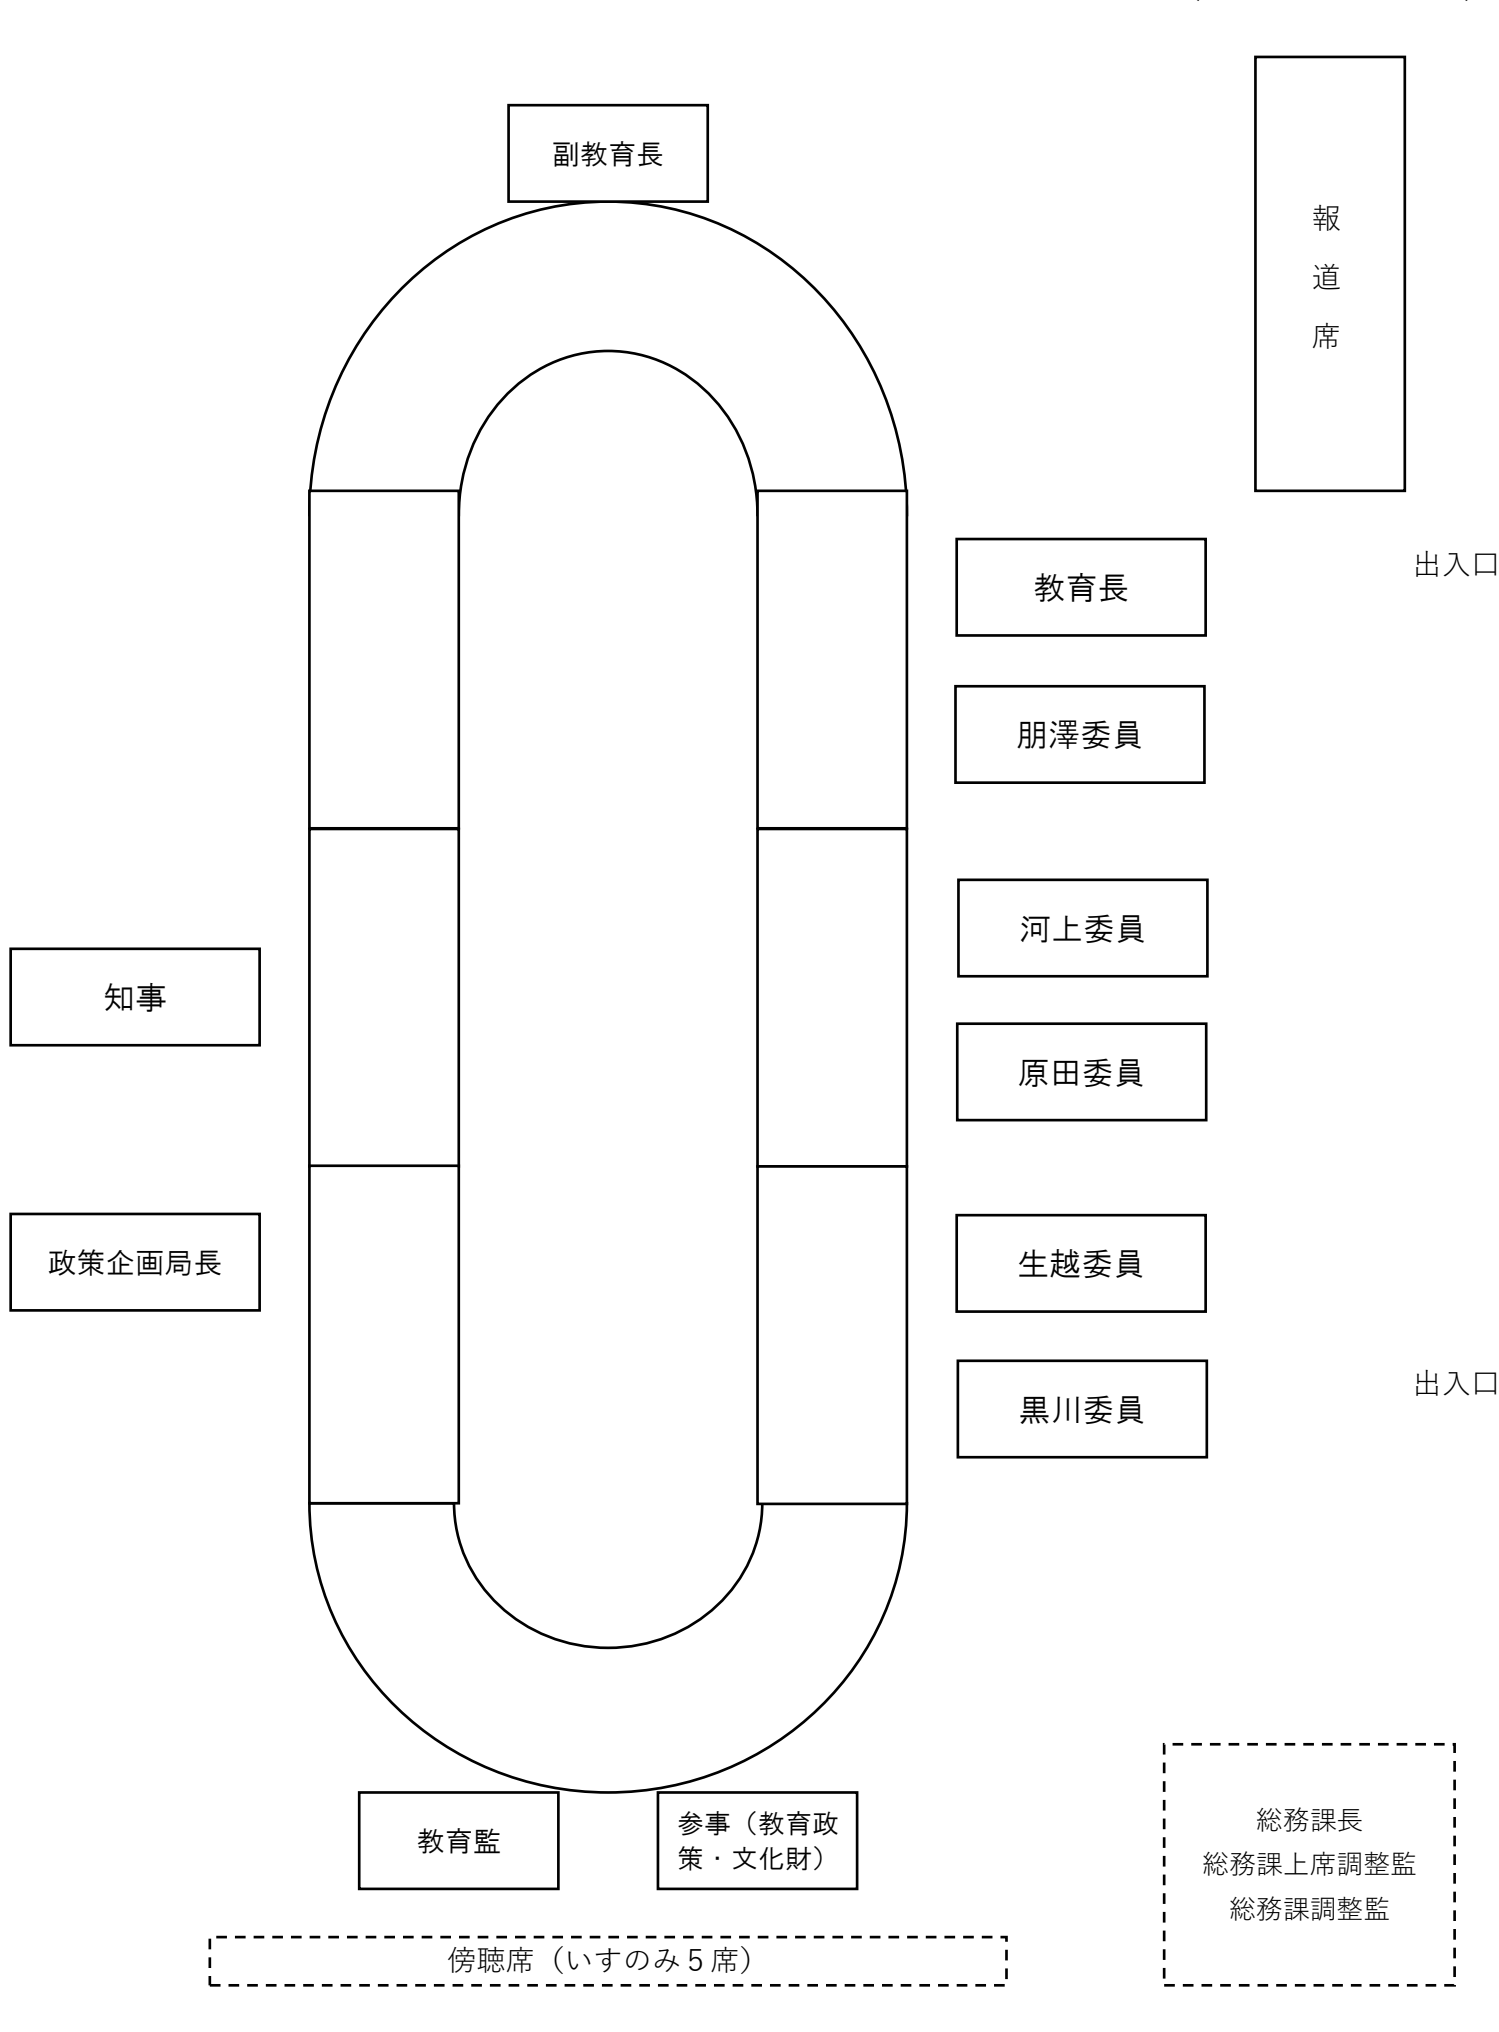 副教育長
報
道
席
教育長
出入口
朋澤委員
河上委員
知事
原田委員
政策企画局長
生越委員
黒川委員
出入口
教育監
参事（教育政
策・文化財）
総務課長
総務課上席調整監
総務課調整監
傍聴席（いすのみ５席）